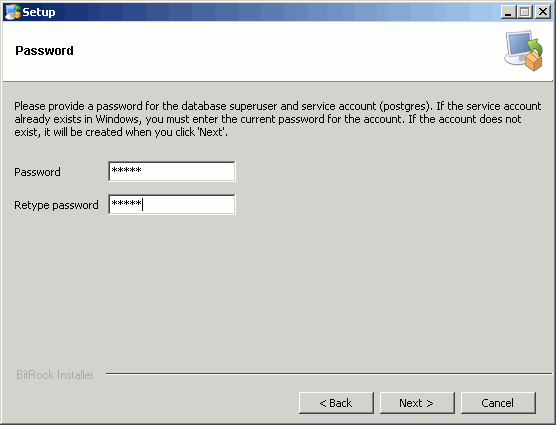 Setup
Password
Please provide a password for the database superuser and service account (postgres). If the service account
already exists in Windows, you must enter the current password for the account. If the account does not
exist, it will be created when you click 'Next'.
Password *****
Retype password *****
BitRock Installer
< Back Next > Cancel